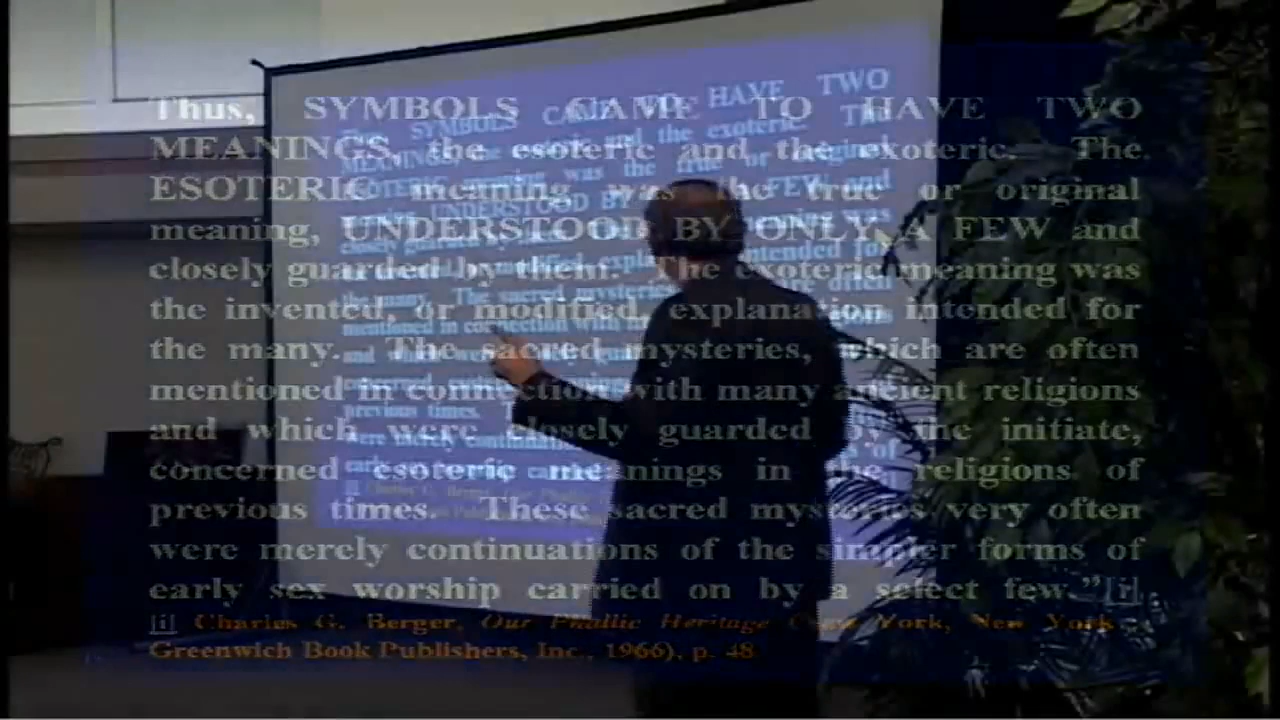 Thus, SYMBOLS CAME TO HAVE TWO
MEANINGS, the esoteric and the exoteric. The
ESOTERIC meaning was the true or original
meaning, UNDERSTOOD BY ONLY A FEW and
closely guarded by them. The exoteric meaning was
the invented, or modified, explanation intended for
the many. The sacred mysteries, which are often
mentioned in connection with many ancient religions
and which were closely guarded by the initiate,
concerned esoteric meanings in the religions of
previous times. These sacred mysteries very often
were merely continuations of the simpler forms of
early sex worship carried on by a select few.”[i]
[i] Charles G. Berger, Our Phallic Heritage (New York, New York :
Greenwich Book Publishers, Inc., 1966), p. 48.